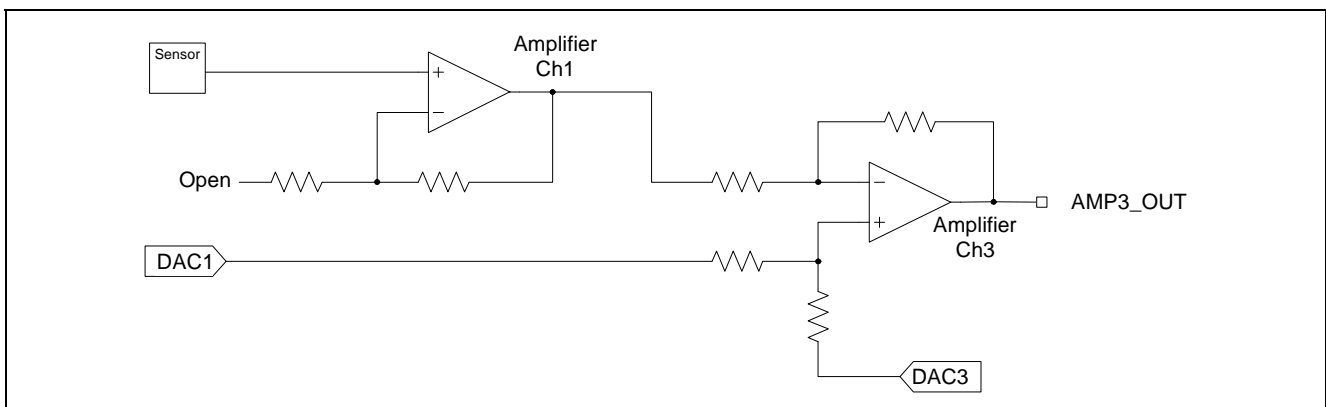 Sensor
Amplifier
Ch1
+
−
Open
−
+
AMP3_OUT
Amplifier
Ch3
DAC1
DAC3